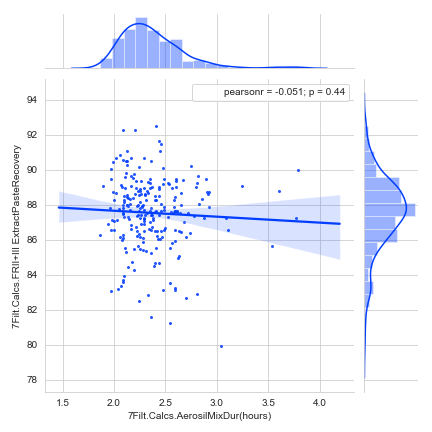 pearsonr = -0.051; p = 0.44
94
92
90
88
86
84
82
80
78
7Filt.Calcs.FRII+III ExtractPasteRecovery
1.5 2.0 2.5 3.0 3.5 4.0
7Filt.Calcs.AerosilMixDur(hours)